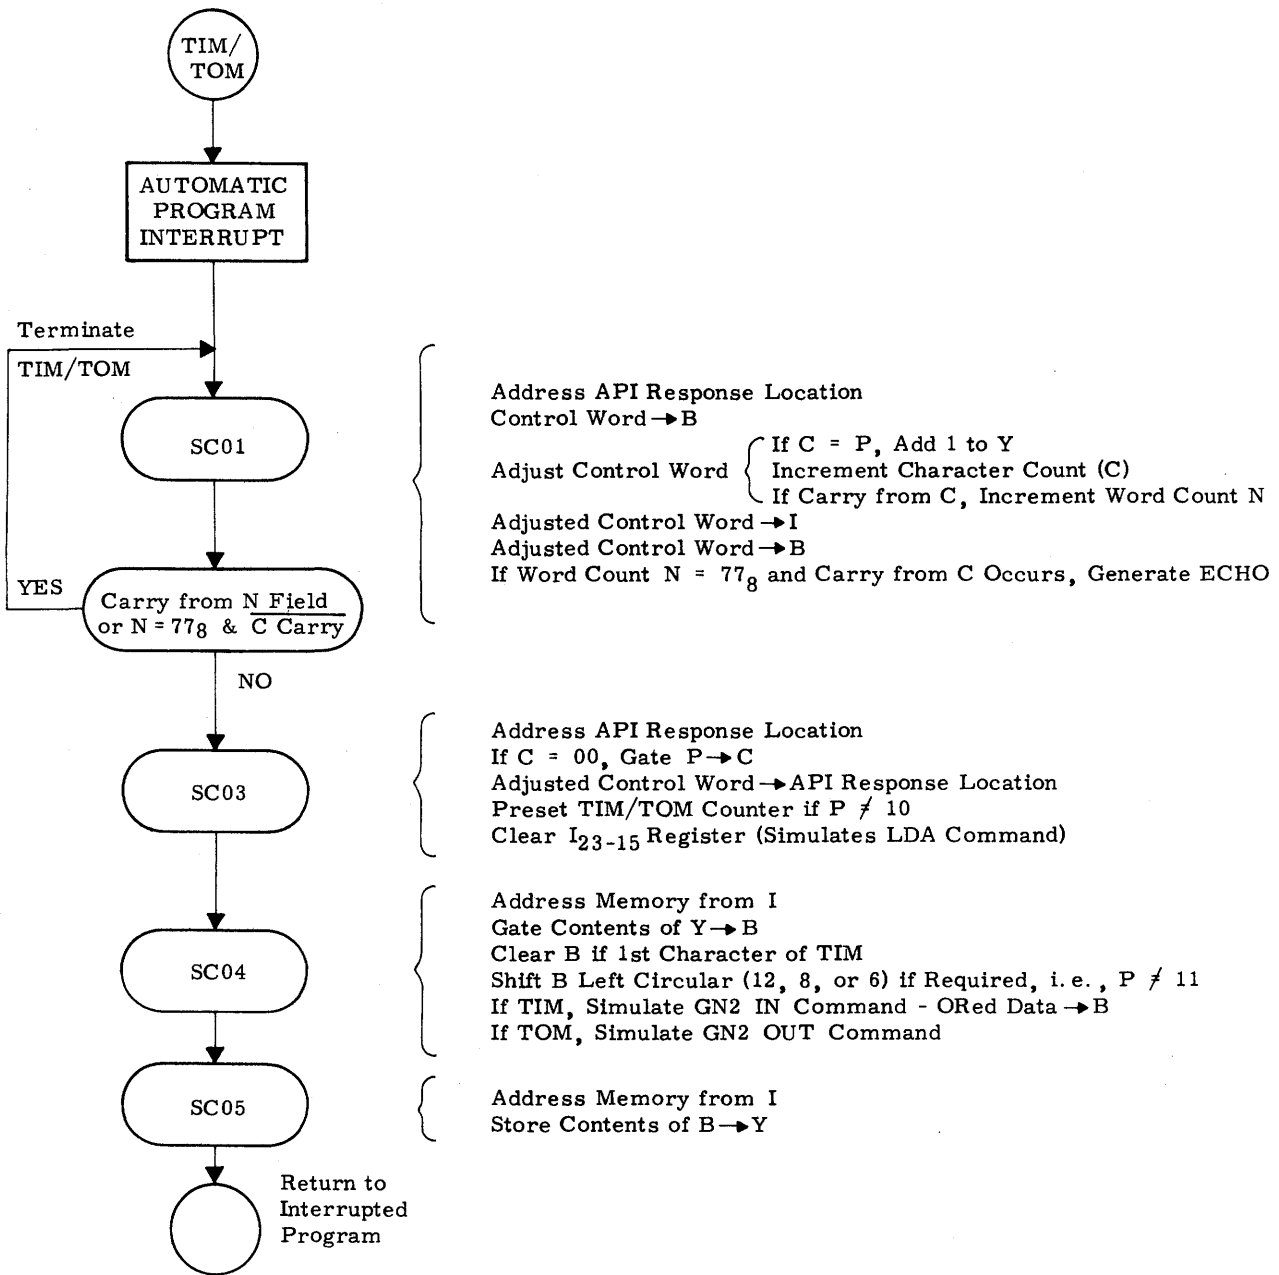 TIM/
TOM
AUTOMATIC
PROGRAM
INTERRUPT
Terminate
TIM/TOM
SC01
Address API Response Location
Control Word→B
Adjust Control Word
If C = P, Add 1 to Y
Increment Character Count (C)
If Carry from C, Increment Word Count N
Adjusted Control Word→I
Adjusted Control Word→B
If Word Count N = 77₈ and Carry from C Occurs, Generate ECHO
YES
Carry from N Field
or N = 77₈ & C̅ ̅C̅a̅r̅r̅y̅
NO
SC03
Address API Response Location
If C = 00, Gate P→C
Adjusted Control Word→API Response Location
Preset TIM/TOM Counter if P ≠ 10
Clear I₂₃₋₁₅ Register (Simulates LDA Command)
SC04
Address Memory from I
Gate Contents of Y→B
Clear B if 1st Character of TIM
Shift B Left Circular (12, 8, or 6) if Required, i.e., P ≠ 11
If TIM, Simulate GN2 IN Command - ORed Data→B
If TOM, Simulate GN2 OUT Command
SC05
Address Memory from I
Store Contents of B→Y
Return to
Interrupted
Program